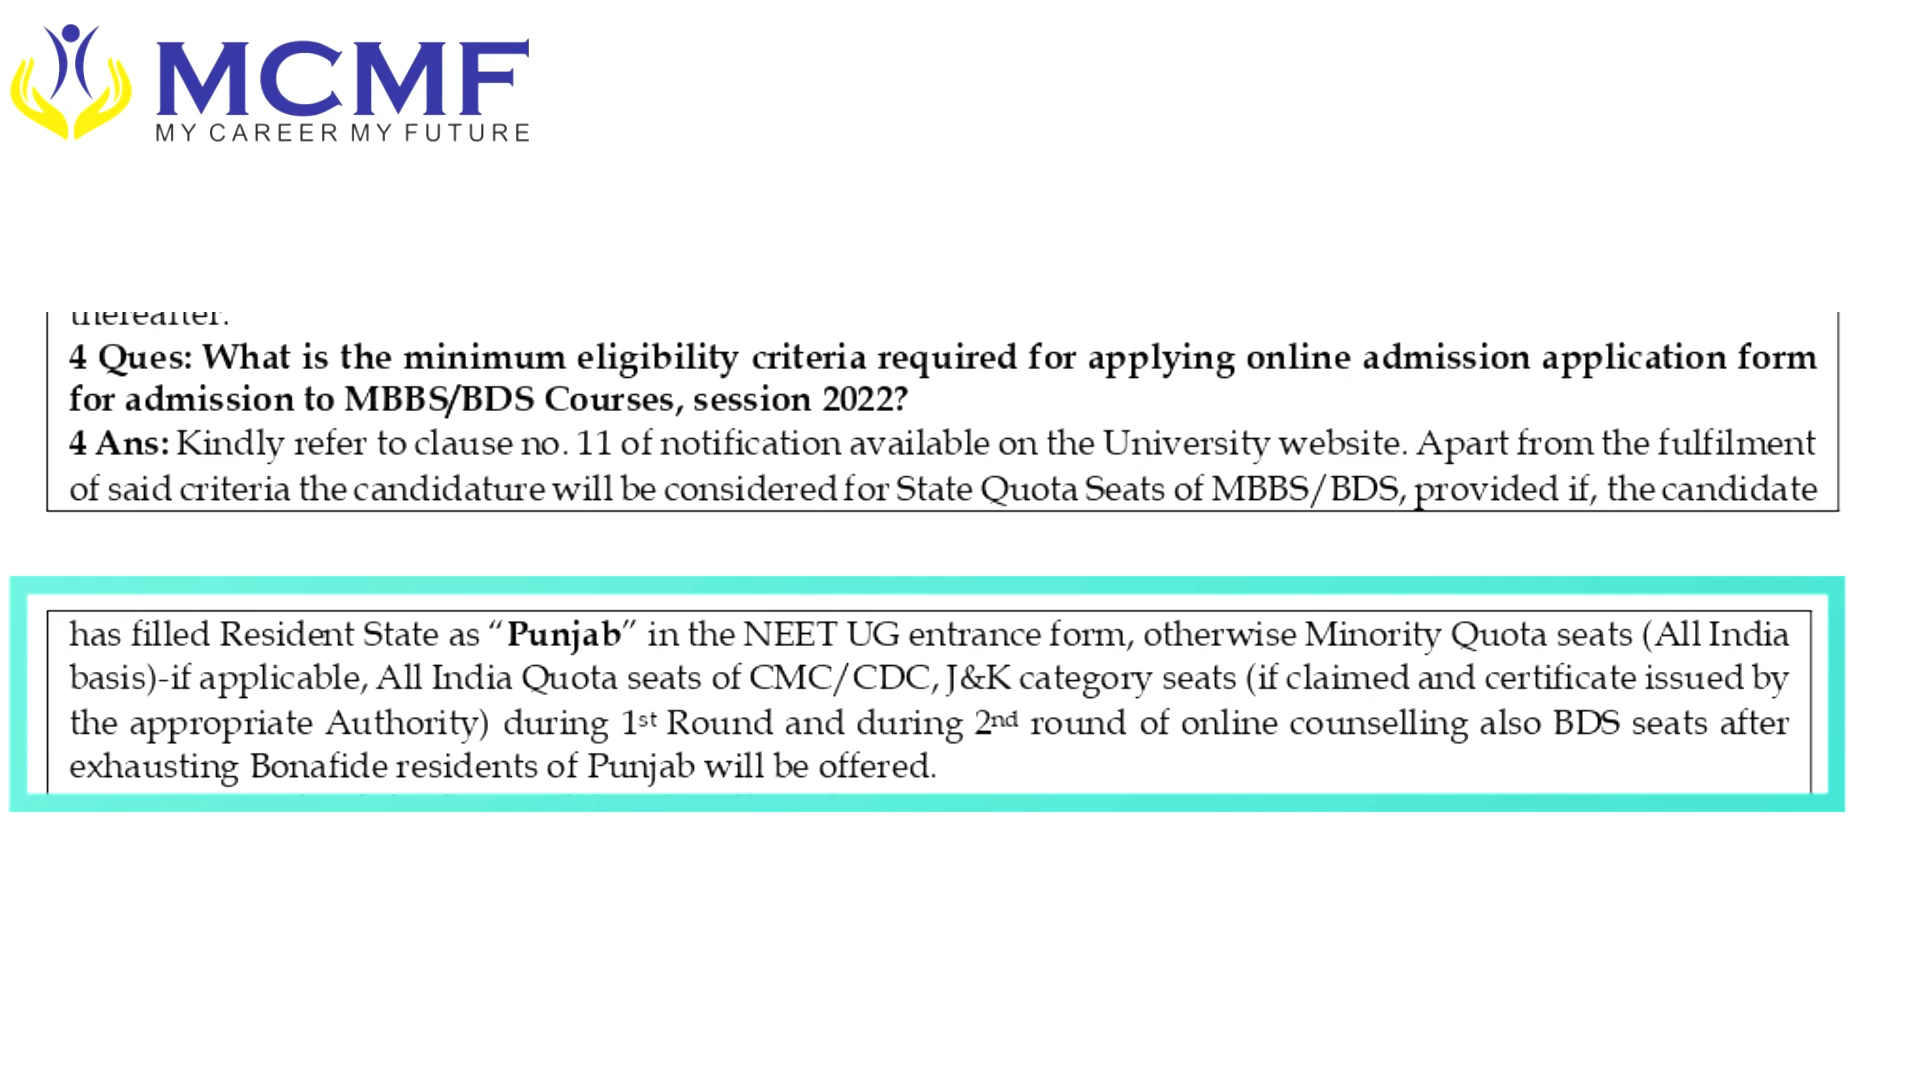 MCMF
MY CAREER MY FUTURE
thereafter.
4 Ques: What is the minimum eligibility criteria required for applying online admission application form
for admission to MBBS/BDS Courses, session 2022?
4 Ans: Kindly refer to clause no. 11 of notification available on the University website. Apart from the fulfilment
of said criteria the candidature will be considered for State Quota Seats of MBBS/BDS, provided if, the candidate
has filled Resident State as “Punjab” in the NEET UG entrance form, otherwise Minority Quota seats (All India
basis)-if applicable, All India Quota seats of CMC/CDC, J&K category seats (if claimed and certificate issued by
the appropriate Authority) during 1st Round and during 2nd round of online counselling also BDS seats after
exhausting Bonafide residents of Punjab will be offered.